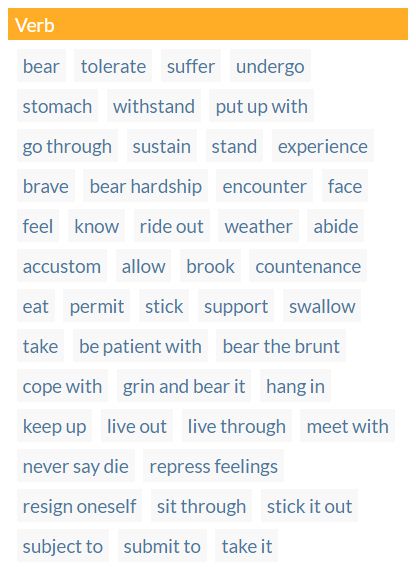 Verb
bear tolerate suffer undergo
stomach withstand put up with
go through sustain stand experience
brave bear hardship encounter face
feel know ride out weather abide
accustom allow brook countenance
eat permit stick support swallow
take be patient with bear the brunt
cope with grin and bear it hang in
keep up live out live through meet with
never say die repress feelings
resign oneself sit through stick it out
subject to submit to take it